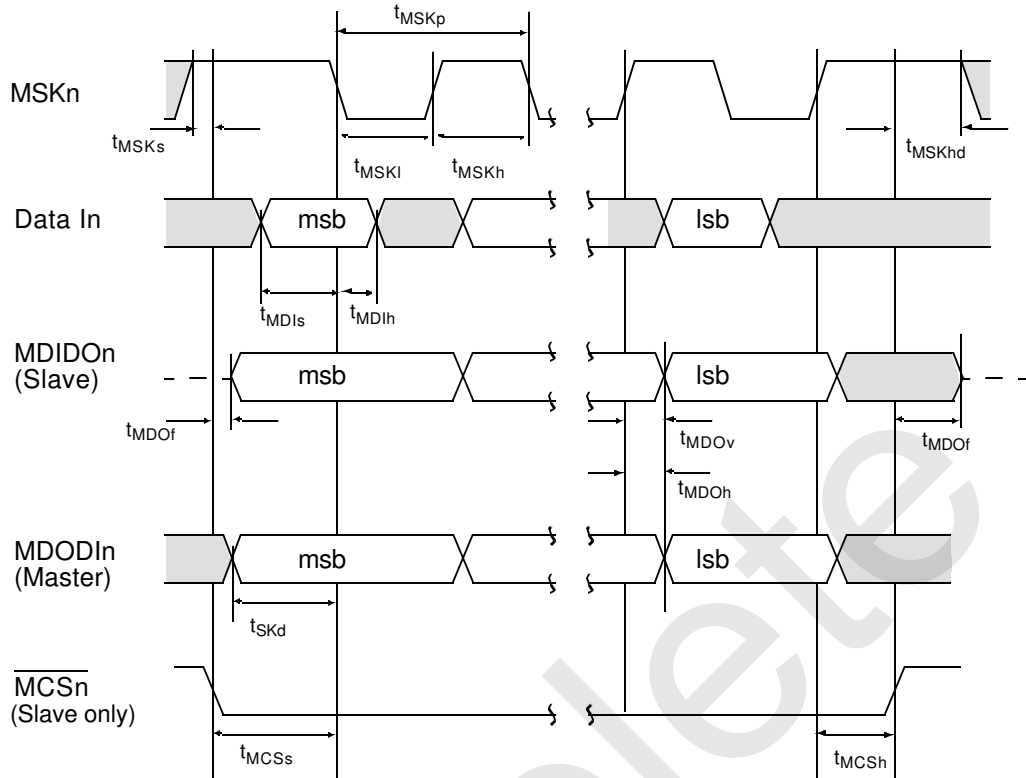 tMSKp
MSKn
tMSKs
tMSKl
tMSKh
tMSKhd
Data In
msb
lsb
tMDIs
tMDIh
MDIDOn
(Slave)
msb
lsb
tMDOf
tMDOv
tMDOf
tMDOh
MDODIn
(Master)
msb
lsb
tSKd
MCSn
(Slave only)
tMCSs
tMCSh